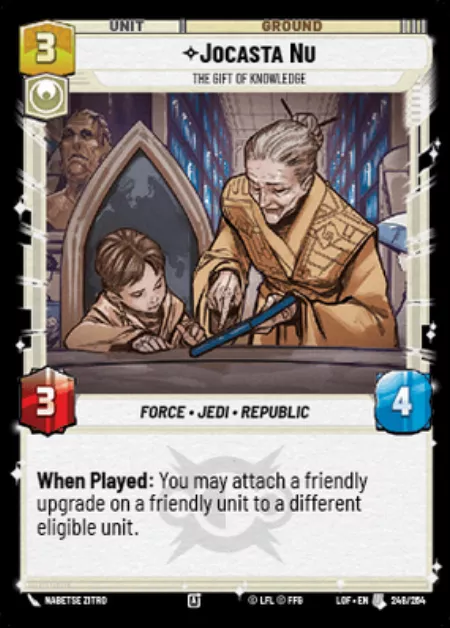 UNIT GROUND
3
Jocasta Nu
THE GIFT OF KNOWLEDGE
3
FORCE • JEDI • REPUBLIC
4
When Played: You may attach a friendly
upgrade on a friendly unit to a different
eligible unit.
NABETSE ZITRO A © LFL © FFG LOF • EN 248/264